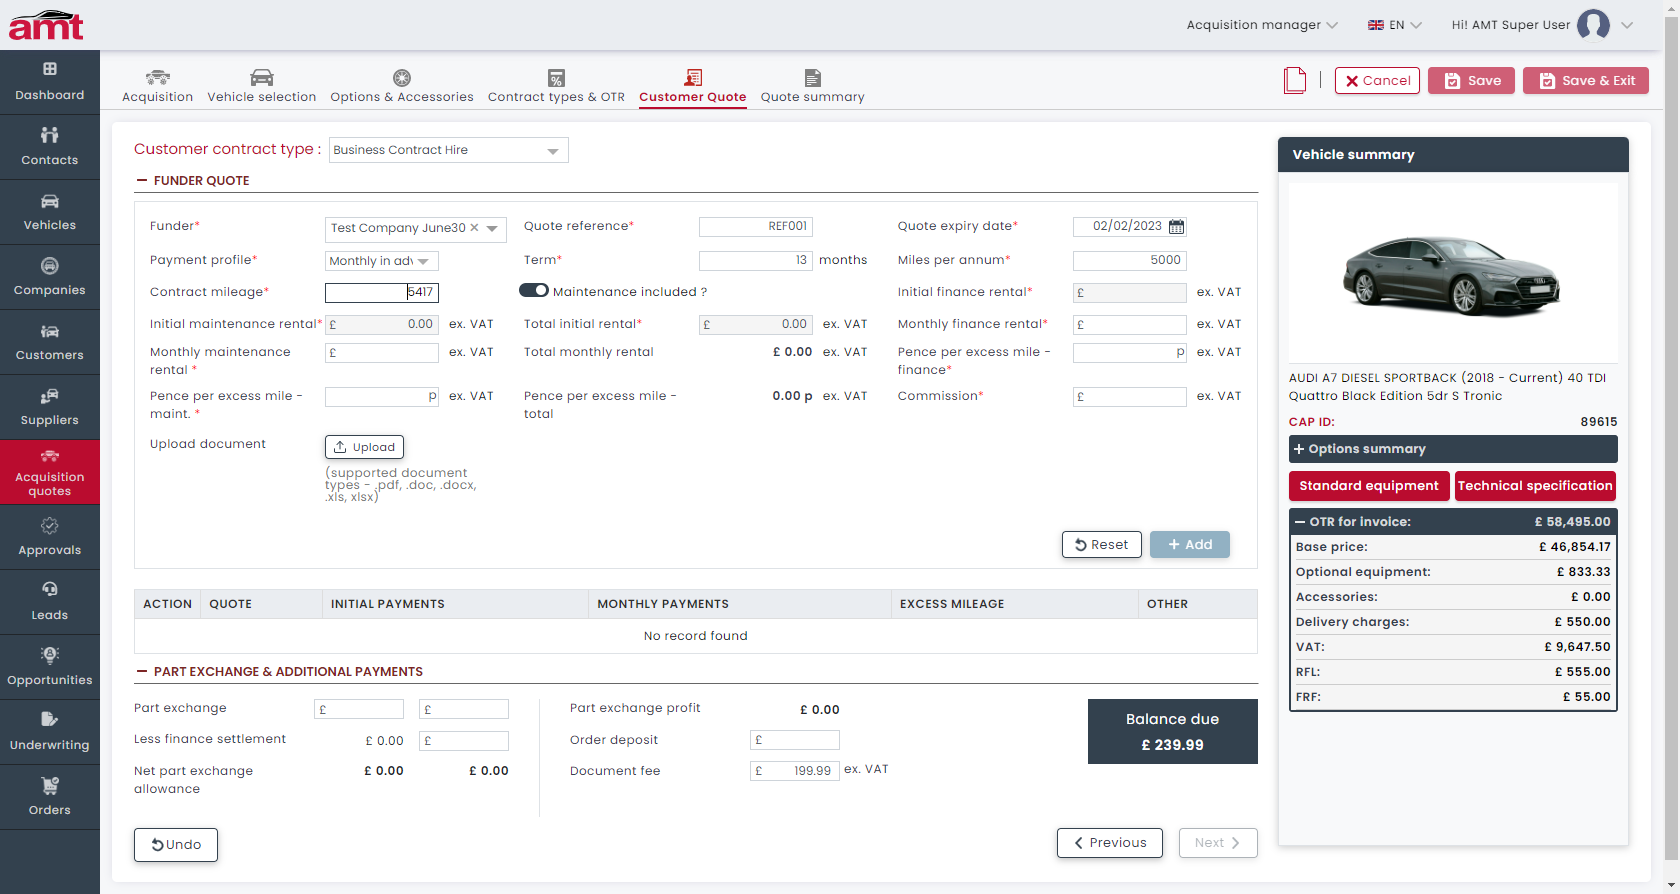 amt
Acquisition manager
EN
Hi! AMT Super User
Dashboard
Contacts
Vehicles
Companies
Customers
Suppliers
Acquisition
quotes
Approvals
Leads
Opportunities
Underwriting
Orders
Acquisition
Vehicle selection
Options & Accessories
Contract types & OTR
Customer Quote
Quote summary
Cancel
Save
Save & Exit
Customer contract type :
Business Contract Hire
FUNDER QUOTE
Funder*
Test Company June30
Quote reference*
REF001
Quote expiry date*
02/02/2023
Payment profile*
Monthly in adv
Term*
13 months
Miles per annum*
5000
Contract mileage*
5417
Maintenance included ?
Initial finance rental*
£ ex. VAT
Initial maintenance rental*
£ 0.00 ex. VAT
Total initial rental*
£ 0.00 ex. VAT
Monthly finance rental*
£ ex. VAT
Monthly maintenance
rental *
£ ex. VAT
Total monthly rental
£ 0.00 ex. VAT
Pence per excess mile -
finance*
p ex. VAT
Pence per excess mile -
maint. *
p ex. VAT
Pence per excess mile -
total
0.00 p ex. VAT
Commission*
£ ex. VAT
Upload document
Upload
(supported document
types - .pdf, .doc, .docx,
.xls, xlsx)
Reset
+ Add
ACTION QUOTE INITIAL PAYMENTS MONTHLY PAYMENTS EXCESS MILEAGE OTHER
No record found
PART EXCHANGE & ADDITIONAL PAYMENTS
Part exchange
£ £
Less finance settlement
£ 0.00 £
Net part exchange
allowance
£ 0.00 £ 0.00
Part exchange profit
£ 0.00
Order deposit
£
Document fee
£ 199.99 ex. VAT
Balance due
£ 239.99
Undo
Previous
Next
Vehicle summary
AUDI A7 DIESEL SPORTBACK (2018 - Current) 40 TDI
Quattro Black Edition 5dr S Tronic
CAP ID: 89615
+ Options summary
Standard equipment
Technical specification
OTR for invoice: £ 58,495.00
Base price: £ 46,854.17
Optional equipment: £ 833.33
Accessories: £ 0.00
Delivery charges: £ 550.00
VAT: £ 9,647.50
RFL: £ 555.00
FRF: £ 55.00